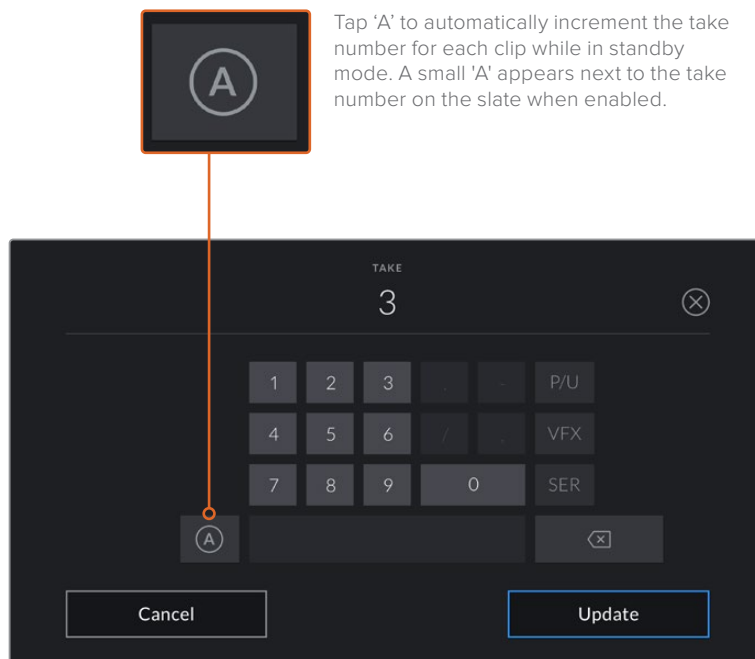 Tap ‘A’ to automatically increment the take
number for each clip while in standby
mode. A small 'A' appears next to the take
number on the slate when enabled.
A
TAKE
3
1 2 3 . - P/U
4 5 6 / , VFX
7 8 9 0 SER
A
Cancel Update